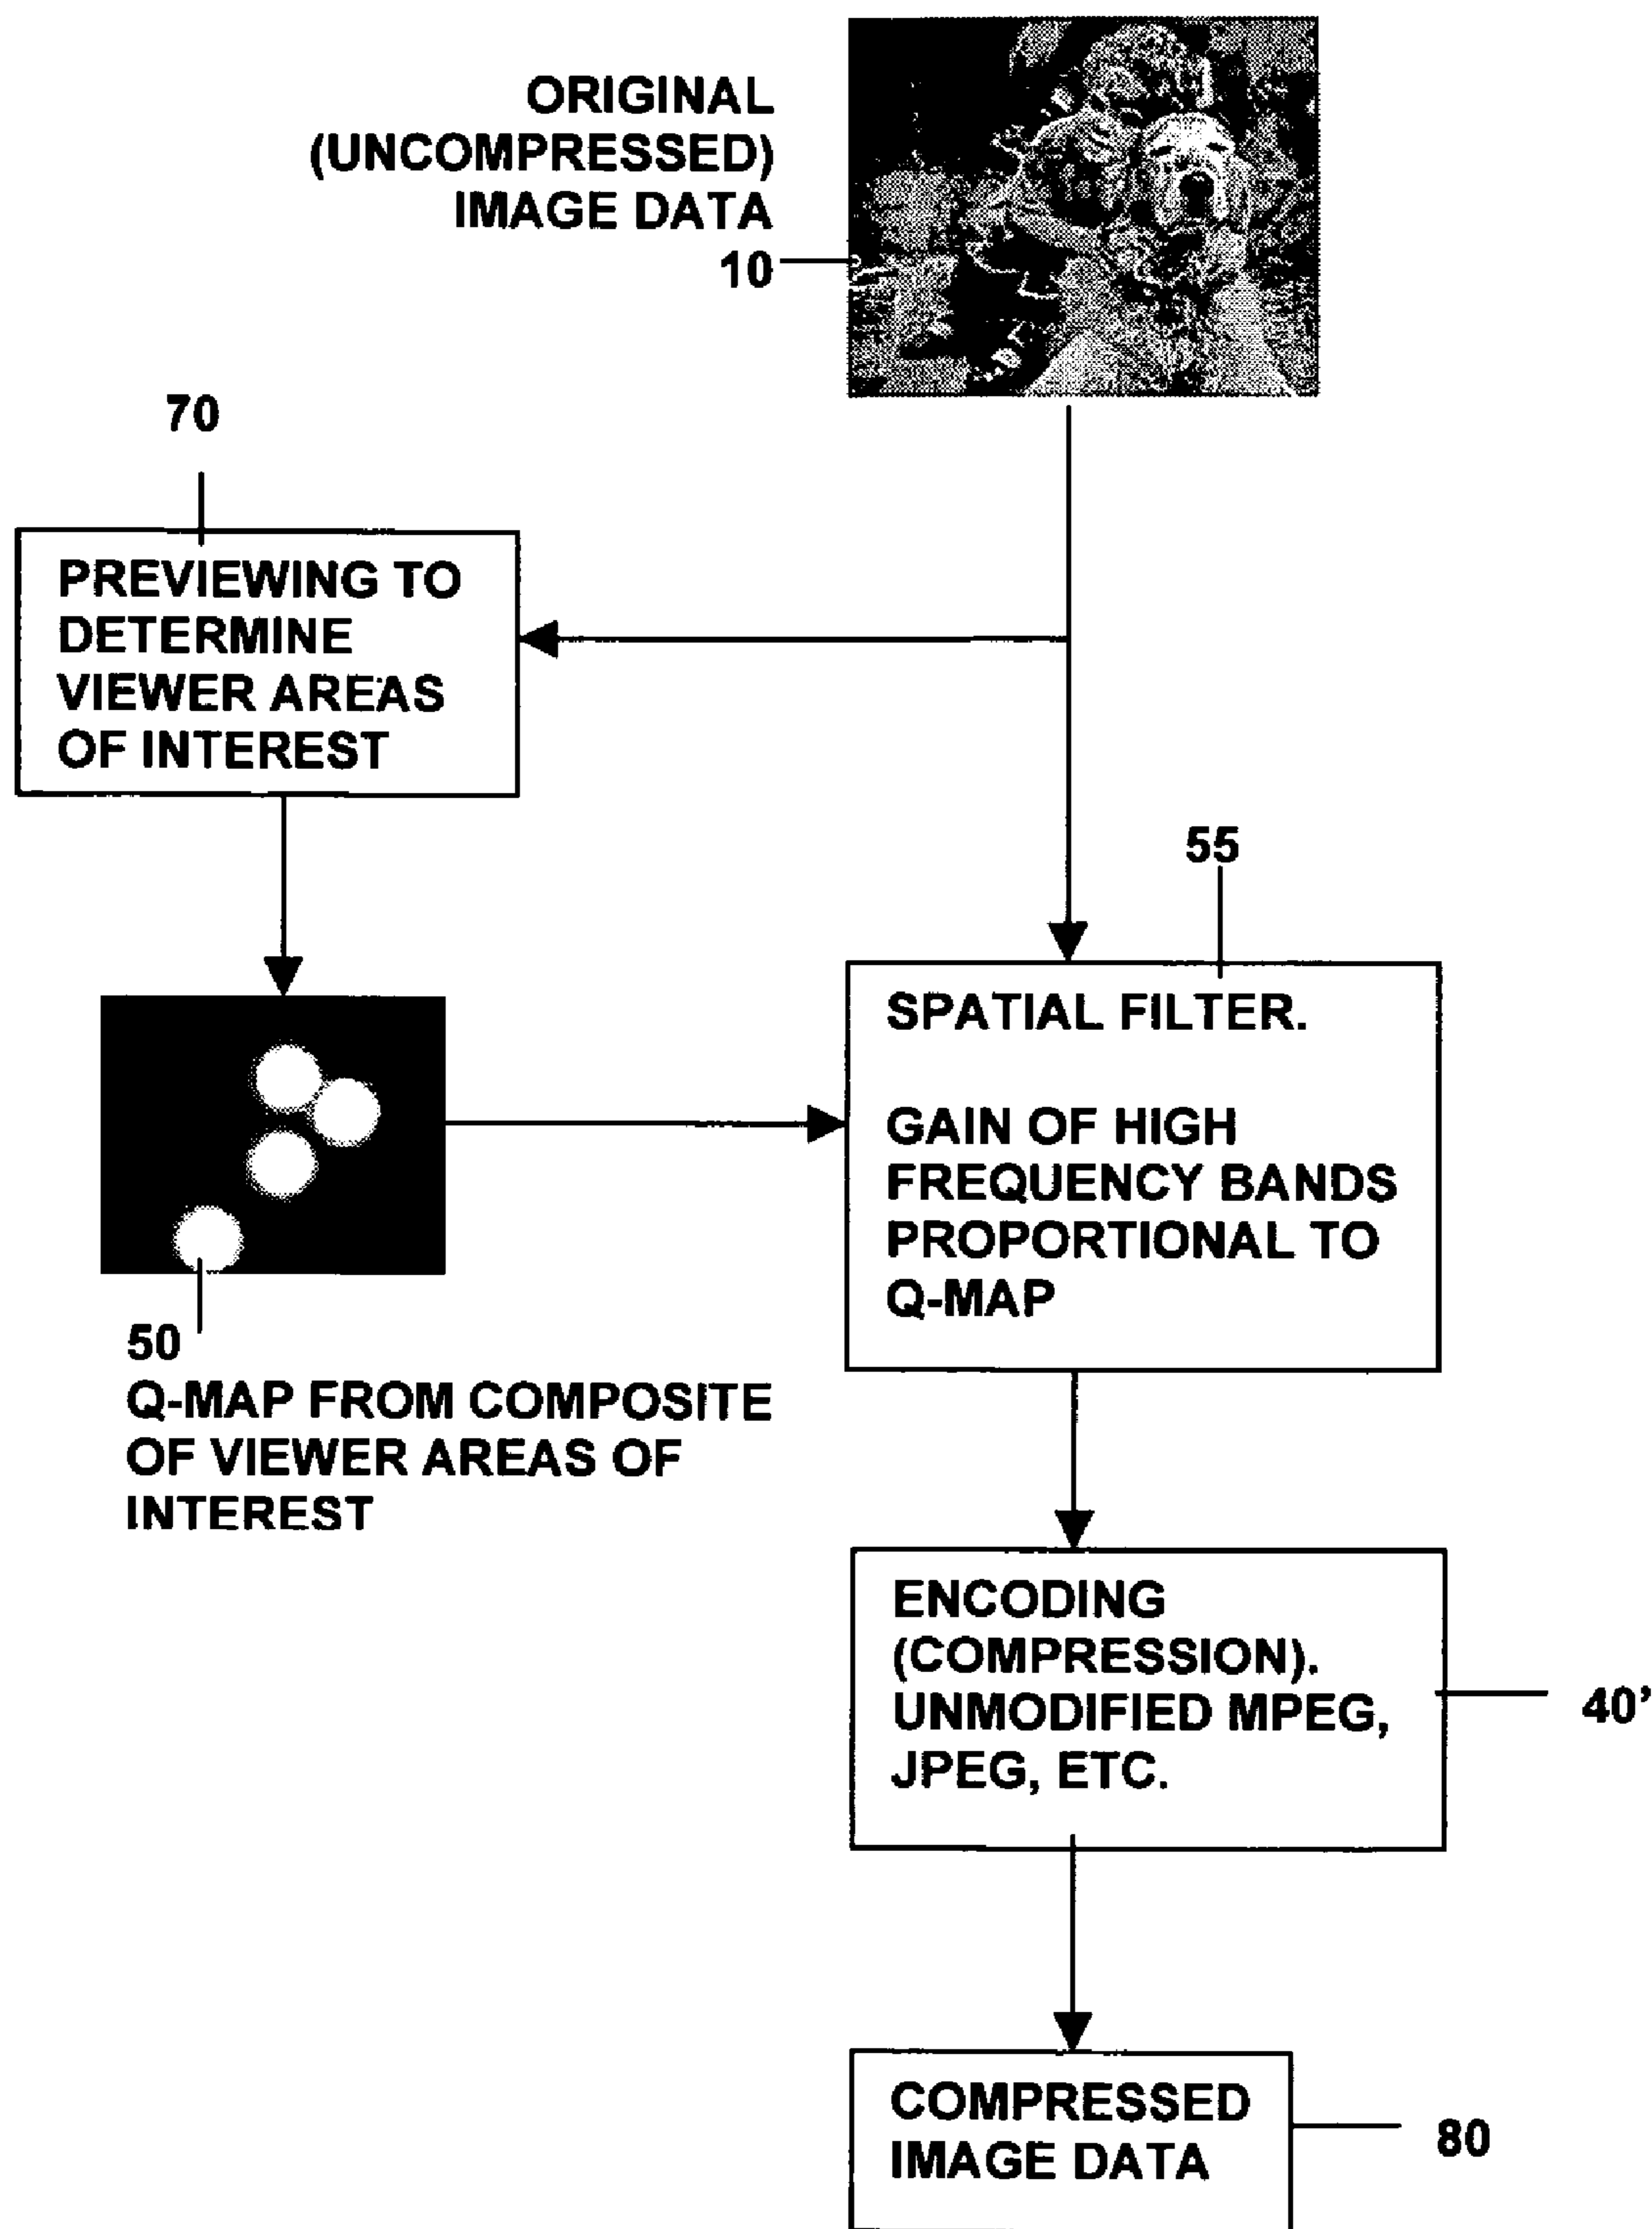 ORIGINAL
(UNCOMPRESSED)
IMAGE DATA
10
70
PREVIEWING TO
DETERMINE
VIEWER AREAS
OF INTEREST
55
SPATIAL FILTER.
GAIN OF HIGH
FREQUENCY BANDS
PROPORTIONAL TO
Q-MAP
50
Q-MAP FROM COMPOSITE
OF VIEWER AREAS OF
INTEREST
ENCODING
(COMPRESSION).
UNMODIFIED MPEG,
JPEG, ETC.
40’
COMPRESSED
IMAGE DATA
80